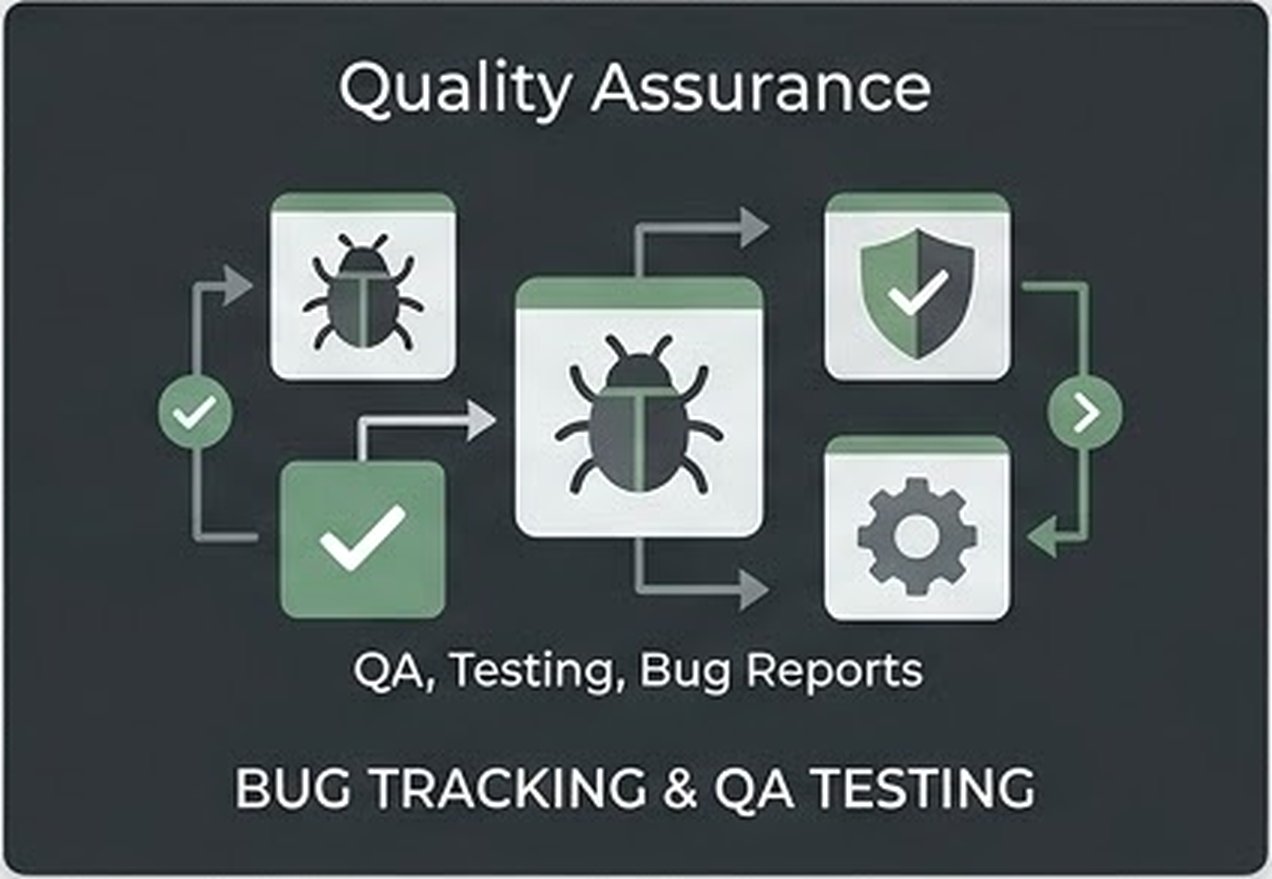 Quality Assurance
QA, Testing, Bug Reports
BUG TRACKING & QA TESTING